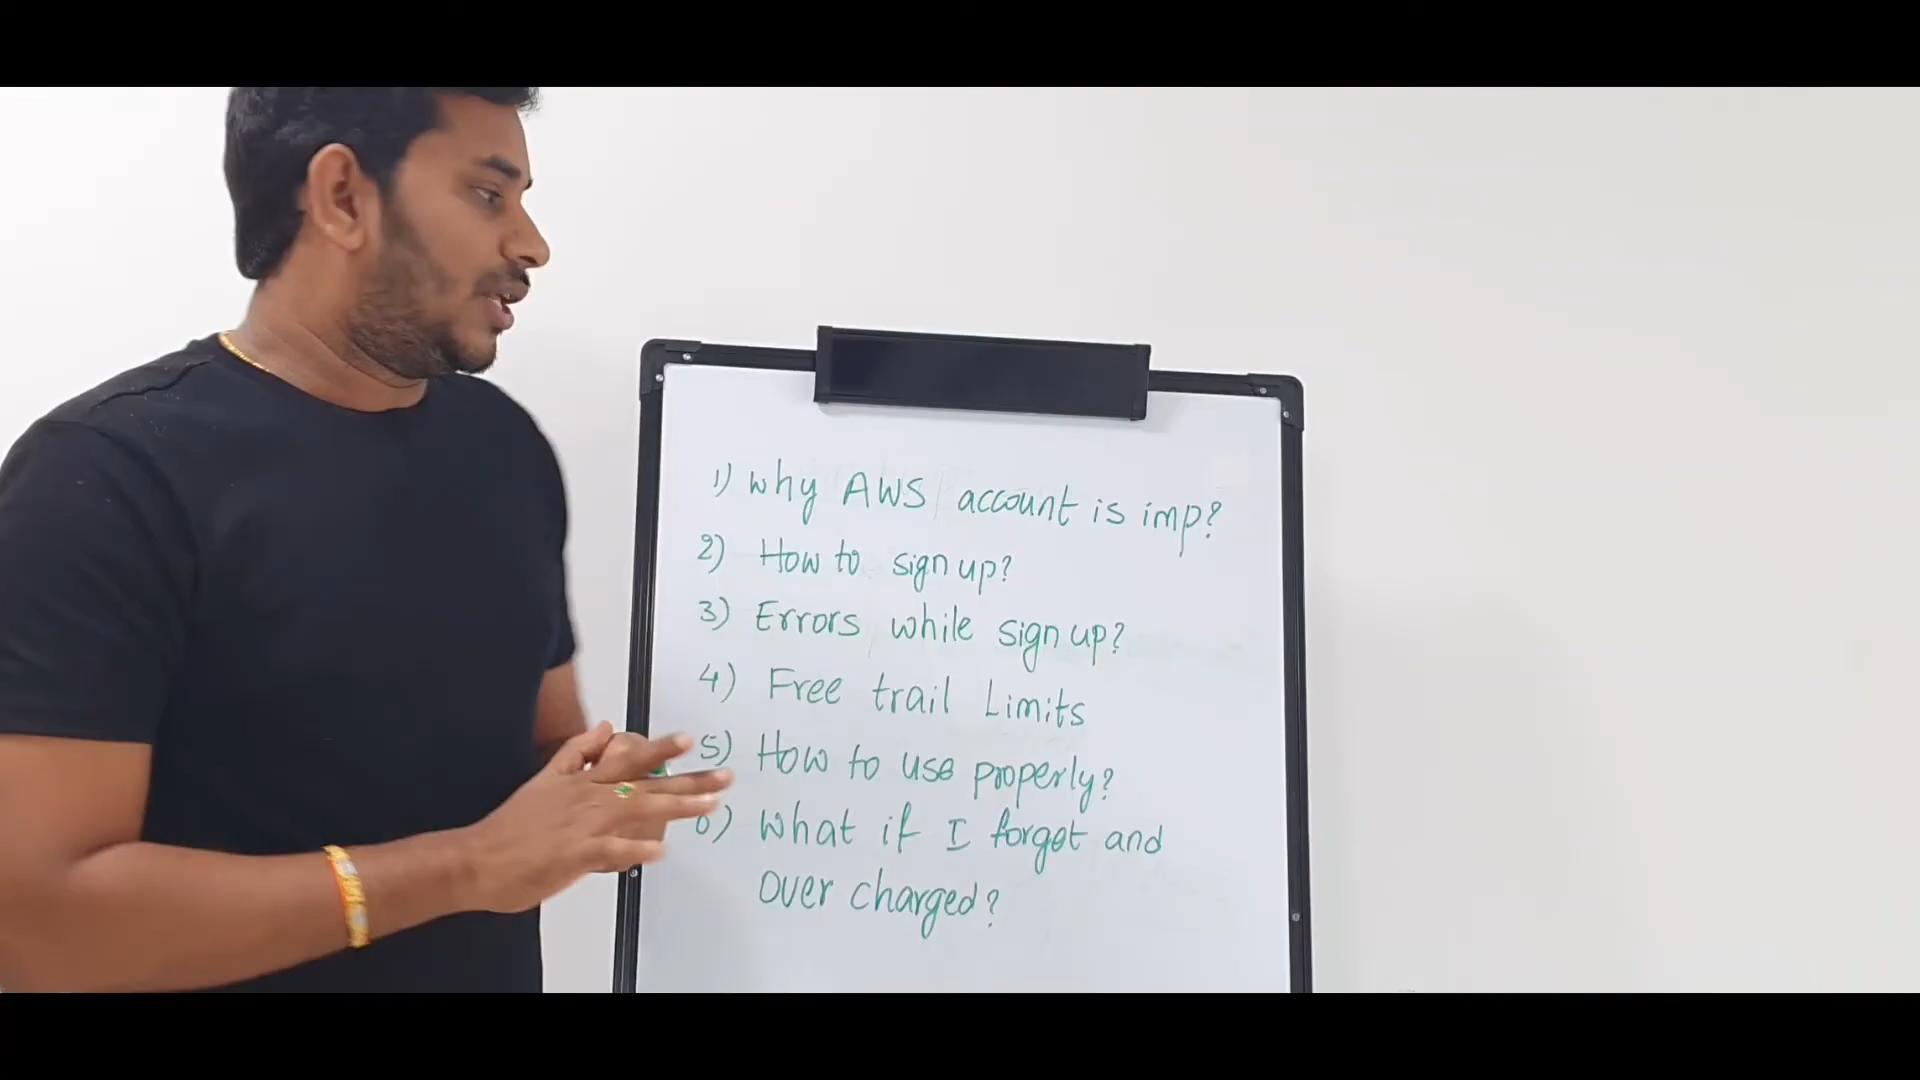 1) why AWS account is imp?
2) How to sign up?
3) Errors while sign up?
4) Free trail Limits
5) How to use properly?
6) What if I forgot and
over charged?